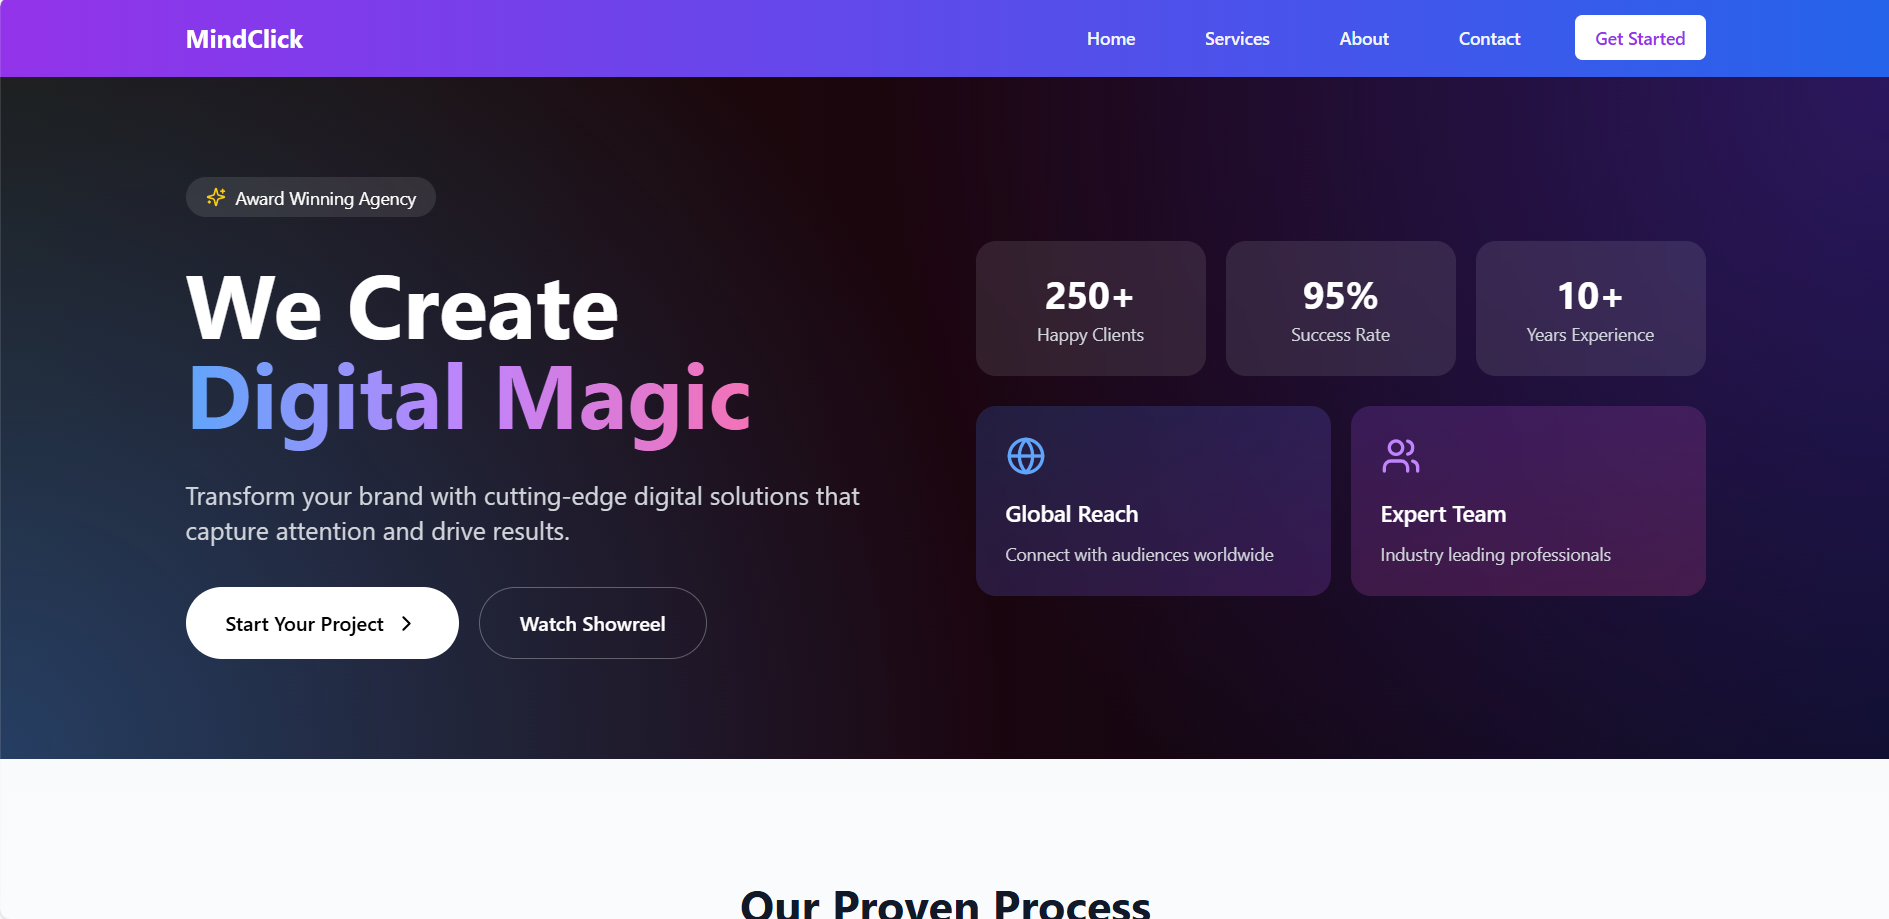 MindClick
Home
Services
About
Contact
Get Started
Award Winning Agency
We Create
Digital Magic
Transform your brand with cutting-edge digital solutions that
capture attention and drive results.
Start Your Project
Watch Showreel
250+
Happy Clients
95%
Success Rate
10+
Years Experience
Global Reach
Connect with audiences worldwide
Expert Team
Industry leading professionals
Our Proven Process